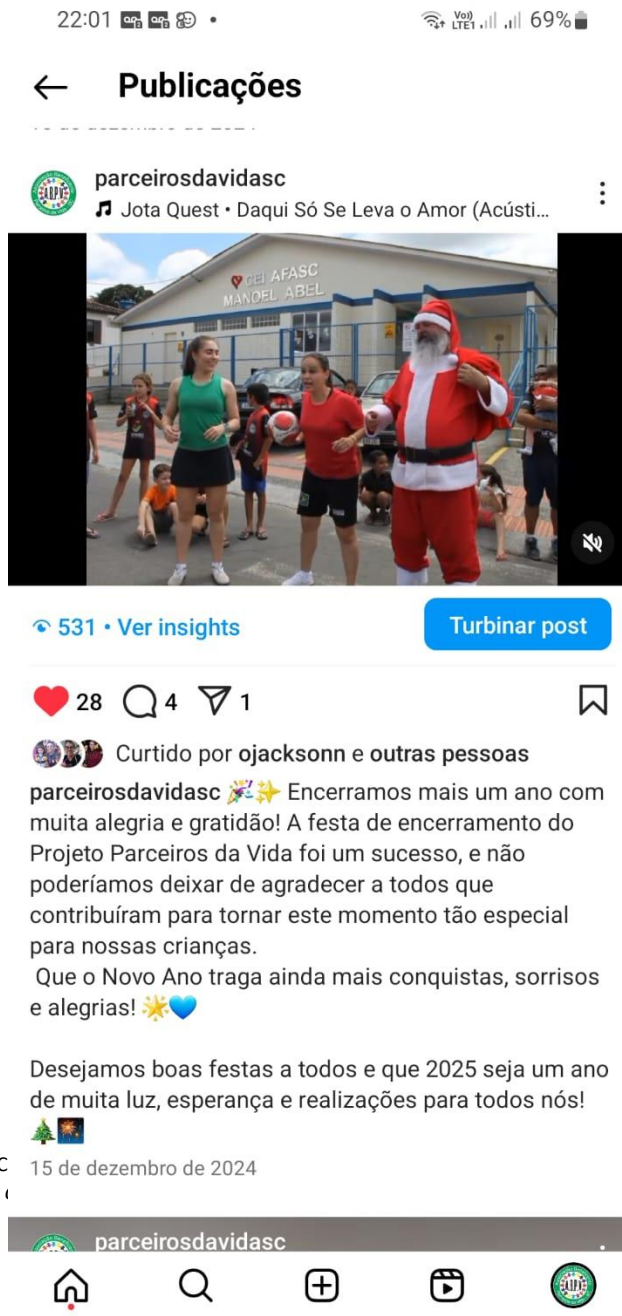 22:01
Vo)) LTE1
69%
Publicações
parceirosdavidasc
Jota Quest • Daqui Só Se Leva o Amor (Acústi...
CEI AFASC
MANOEL ABEL
531 • Ver insights
Turbinar post
28
4
1
Curtido por ojacksonn e outras pessoas
parceirosdavidasc 🎉✨ Encerramos mais um ano com
muita alegria e gratidão! A festa de encerramento do
Projeto Parceiros da Vida foi um sucesso, e não
poderíamos deixar de agradecer a todos que
contribuíram para tornar este momento tão especial
para nossas crianças.
Que o Novo Ano traga ainda mais conquistas, sorrisos
e alegrias! 🌟💙
Desejamos boas festas a todos e que 2025 seja um ano
de muita luz, esperança e realizações para todos nós!
🎄🎆
15 de dezembro de 2024
parceirosdavidasc